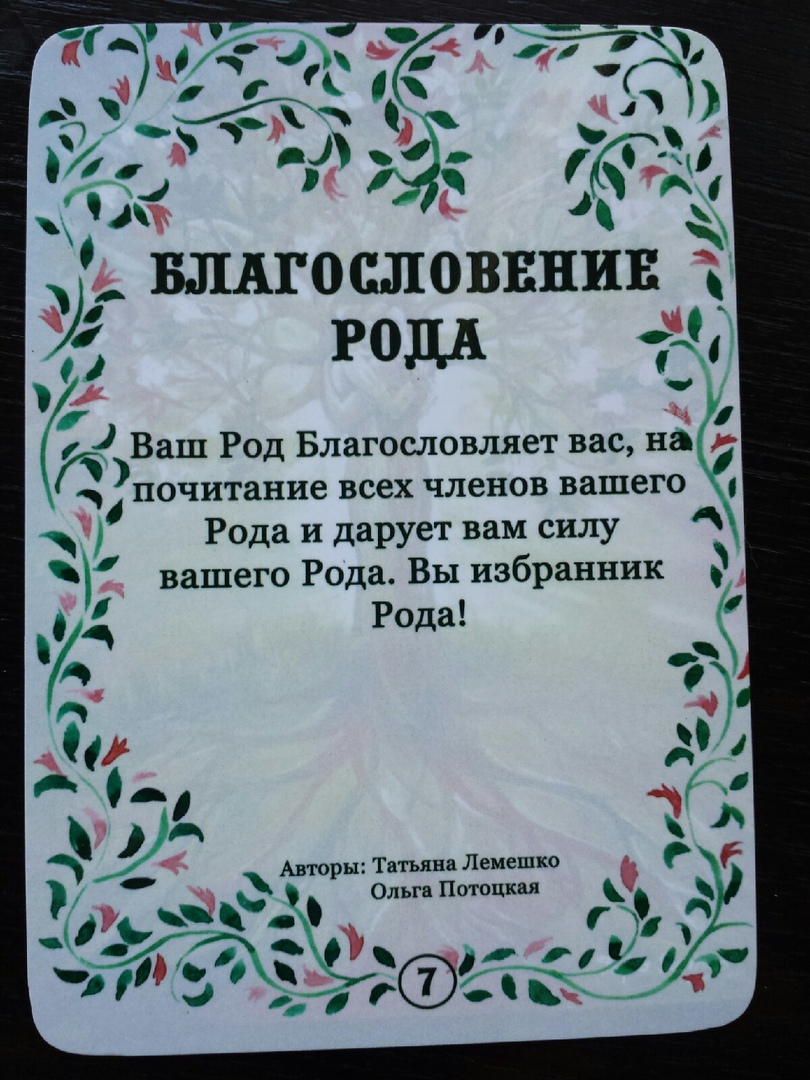 БЛАГОСЛОВЕНИЕ
РОДА
Ваш Род Благословляет вас, на
почитание всех членов вашего
Рода и дарует вам силу
вашего Рода. Вы избранник
Рода!
Авторы: Татьяна Лемешко
Ольга Потоцкая
7